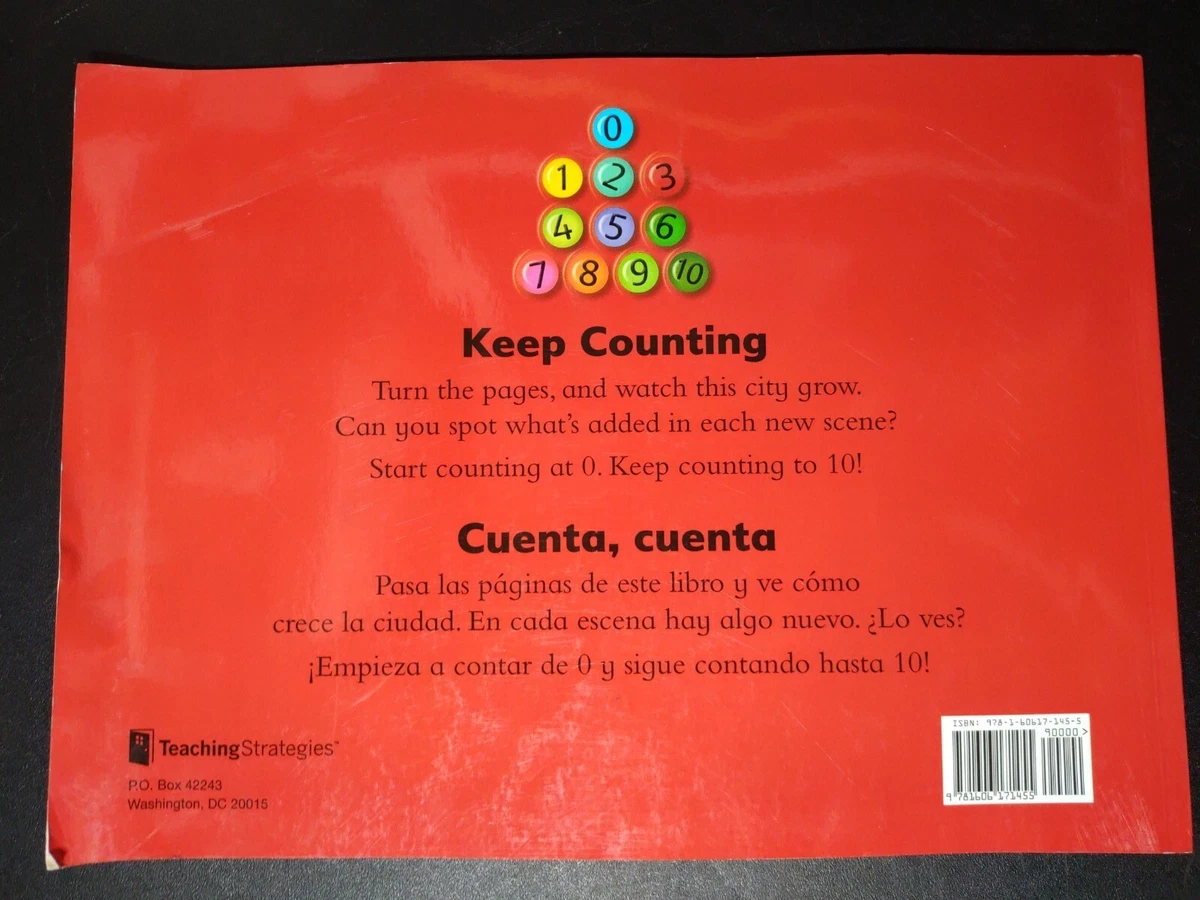 0
1 2 3
4 5 6
7 8 9 10
Keep Counting
Turn the pages, and watch this city grow.
Can you spot what's added in each new scene?
Start counting at 0. Keep counting to 10!
Cuenta, cuenta
Pasa las páginas de este libro y ve cómo
crece la ciudad. En cada escena hay algo nuevo. ¿Lo ves?
¡Empieza a contar de 0 y sigue contando hasta 10!
TeachingStrategies™
P.O. Box 42243
Washington, DC 20015
ISBN: 978-1-60617-145-5
90000>
9 781606 171455